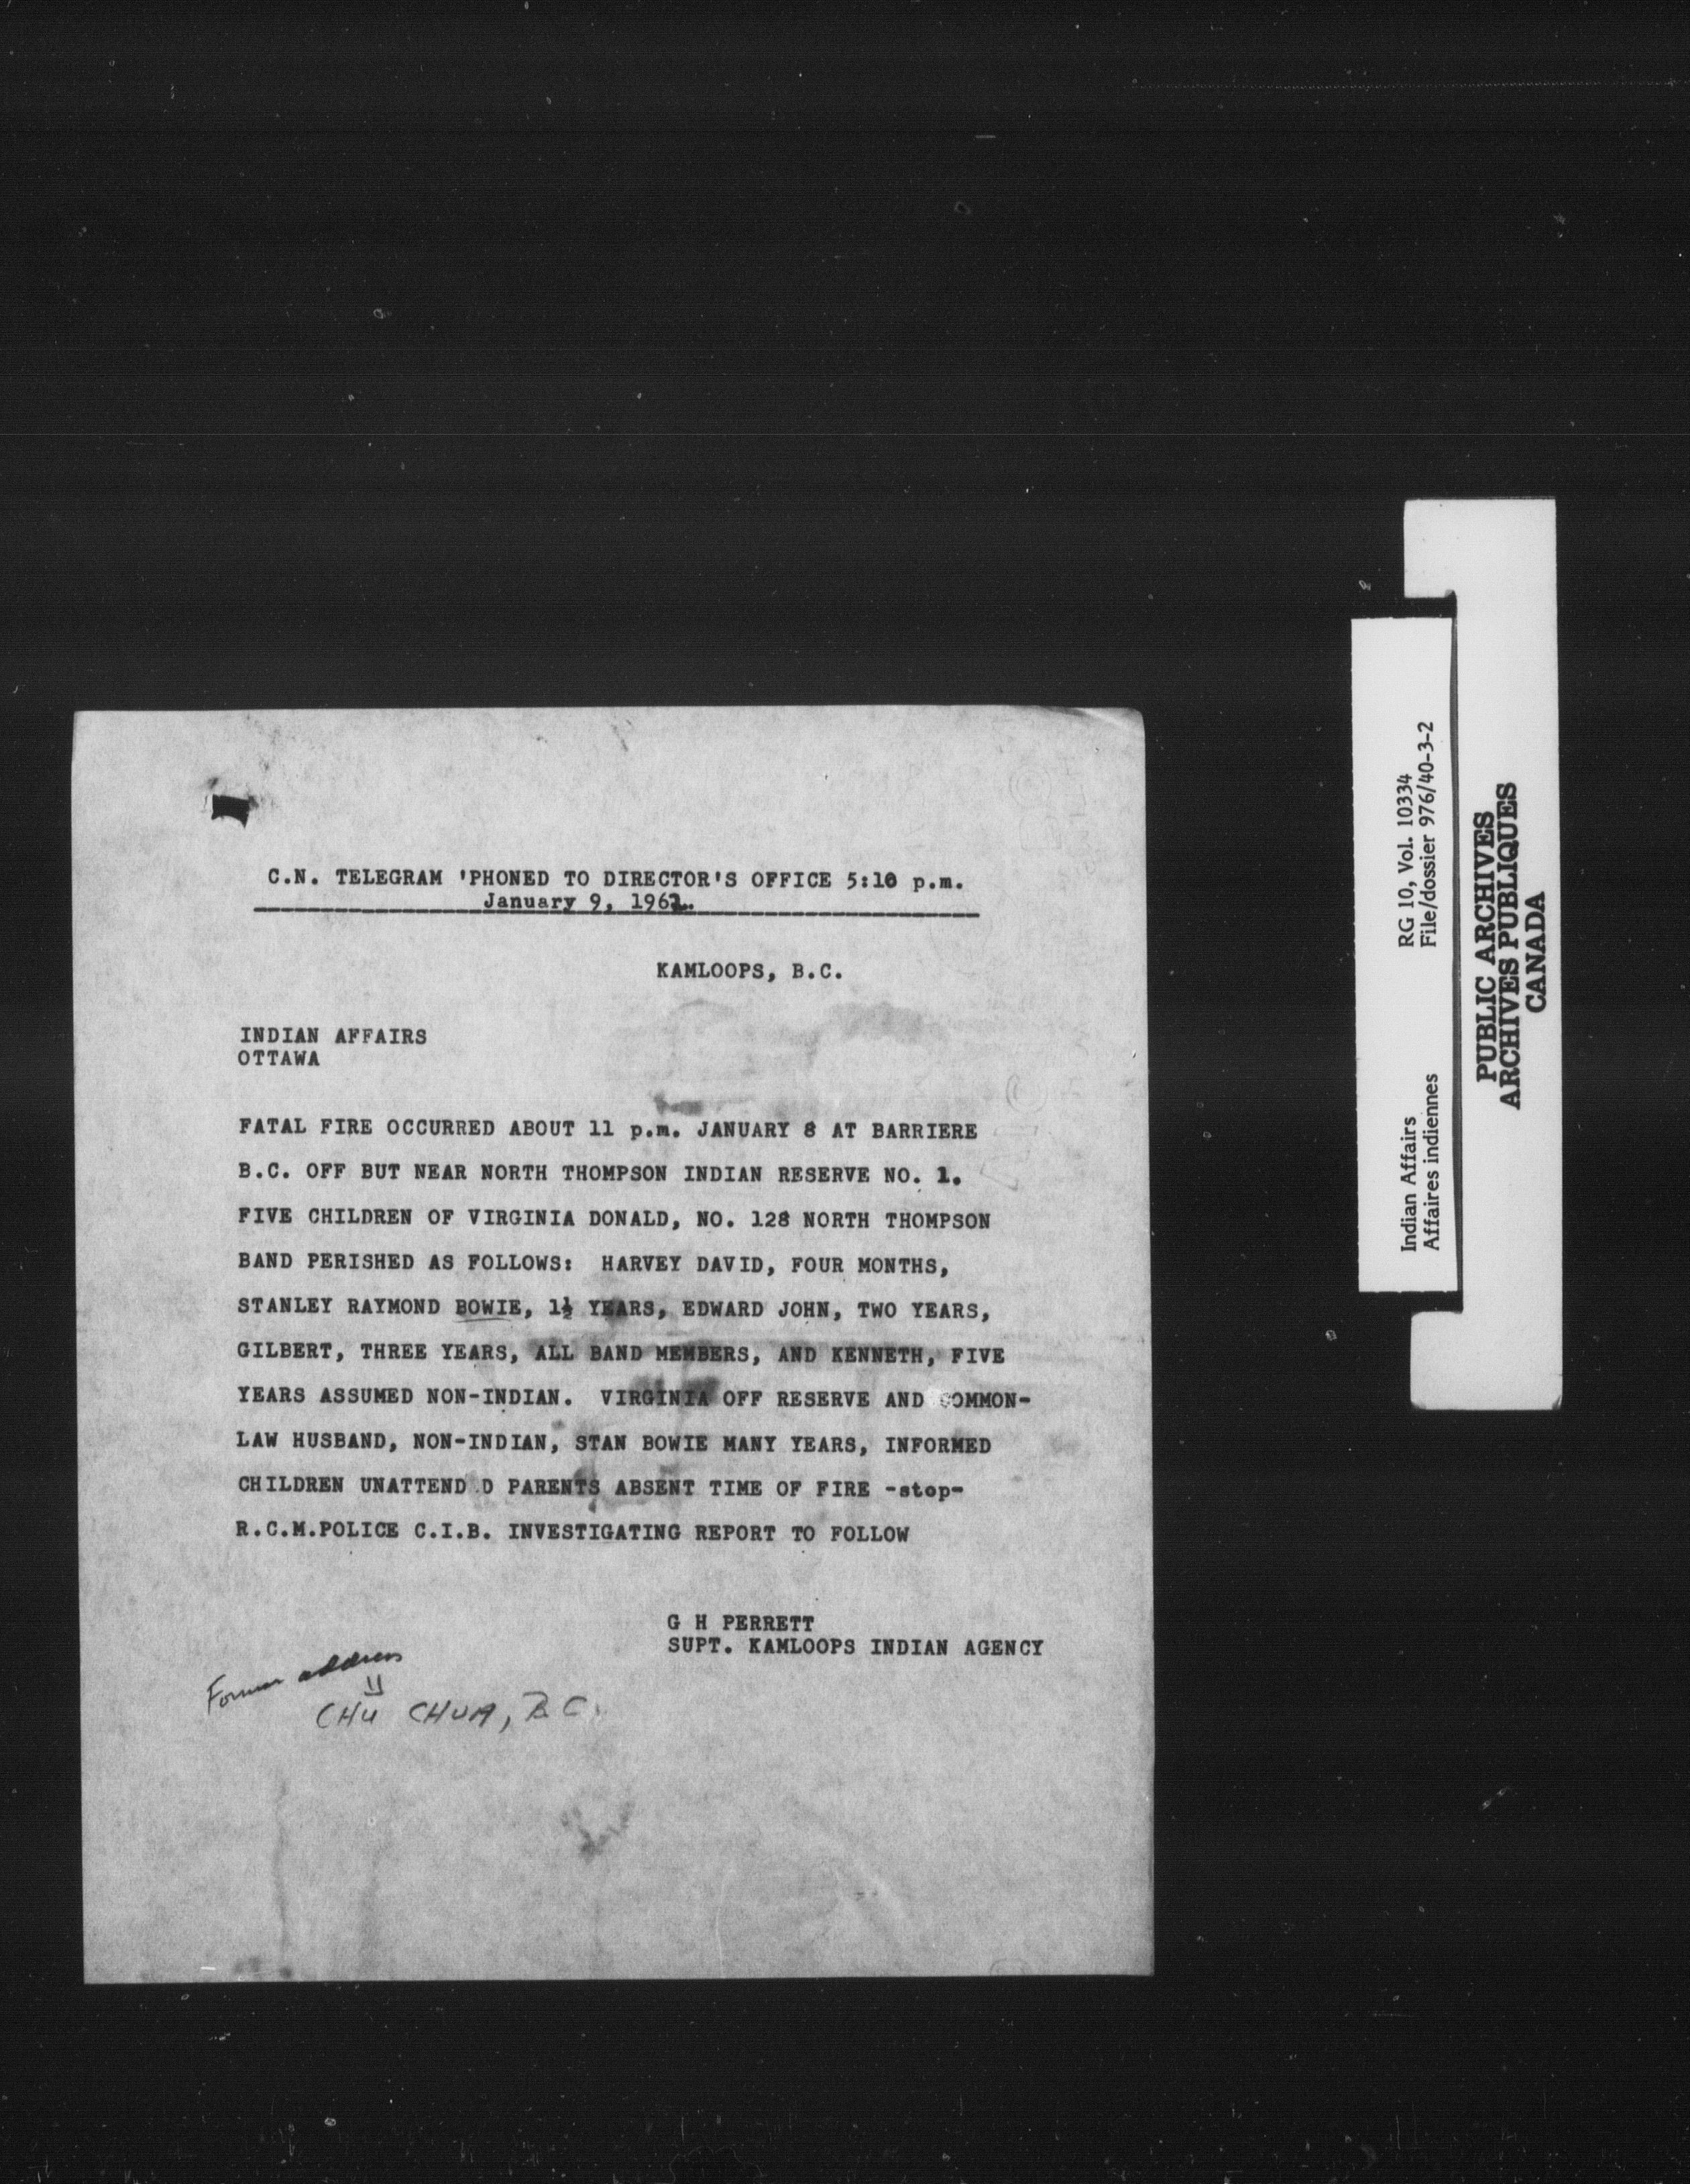 C.N. TELEGRAM 'PHONED TO DIRECTOR'S OFFICE 5:10 p.m.
January 9, 1962.
KAMLOOPS, B.C.
INDIAN AFFAIRS
OTTAWA
FATAL FIRE OCCURRED ABOUT 11 p.m. JANUARY 8 AT BARRIERE
B.C. OFF BUT NEAR NORTH THOMPSON INDIAN RESERVE NO. 1.
FIVE CHILDREN OF VIRGINIA DONALD, NO. 128 NORTH THOMPSON
BAND PERISHED AS FOLLOWS: HARVEY DAVID, FOUR MONTHS,
STANLEY RAYMOND BOWIE, 1½ YEARS, EDWARD JOHN, TWO YEARS,
GILBERT, THREE YEARS, ALL BAND MEMBERS, AND KENNETH, FIVE
YEARS ASSUMED NON-INDIAN. VIRGINIA OFF RESERVE AND COMMON-
LAW HUSBAND, NON-INDIAN, STAN BOWIE MANY YEARS, INFORMED
CHILDREN UNATTEND D PARENTS ABSENT TIME OF FIRE -stop-
R.C.M.POLICE C.I.B. INVESTIGATING REPORT TO FOLLOW
G H PERRETT
SUPT. KAMLOOPS INDIAN AGENCY
Former address
CHU CHUA, B.C.
Indian Affairs RG 10, Vol. 10334
Affaires indiennes File/dossier 976/40-3-2
PUBLIC ARCHIVES
ARCHIVES PUBLIQUES
CANADA